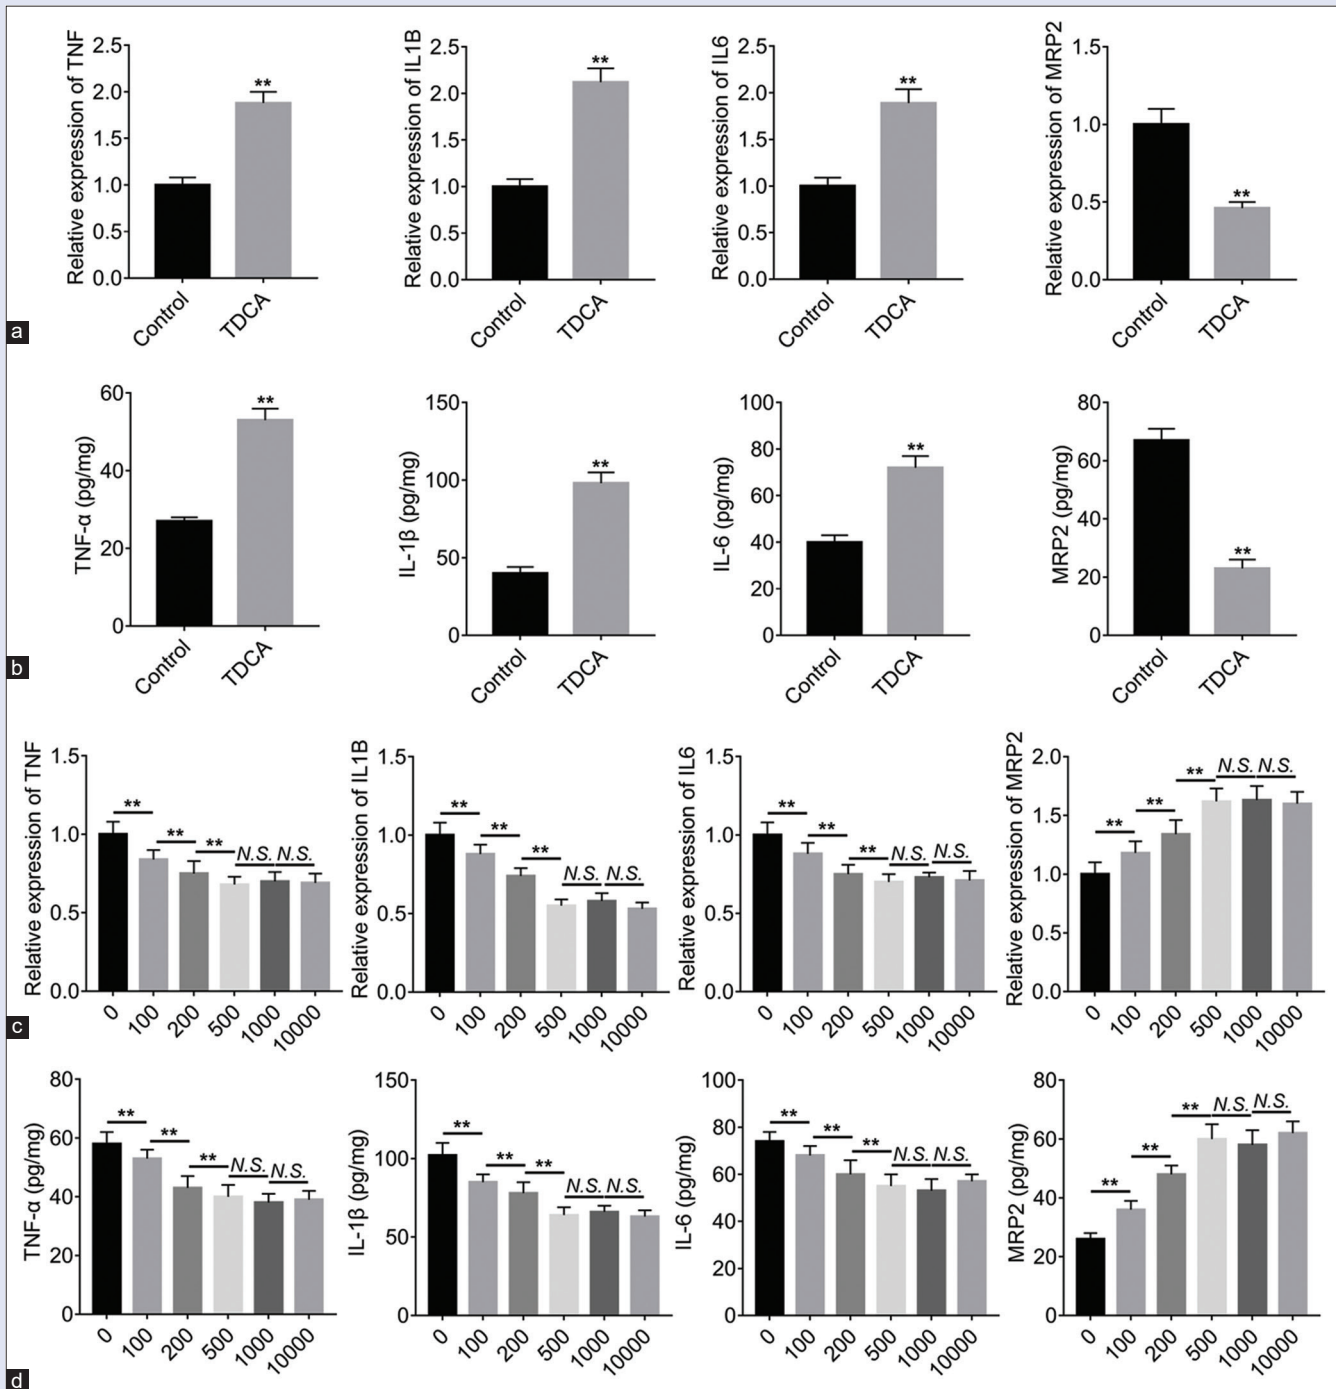 Relative expression of TNF
2.5
2.0
1.5
1.0
0.5
0.0
**
Control
TDCA
Relative expression of IL1B
2.5
2.0
1.5
1.0
0.5
0.0
**
Control
TDCA
Relative expression of IL6
2.5
2.0
1.5
1.0
0.5
0.0
**
Control
TDCA
Relative expression of MRP2
1.5
1.0
0.5
0.0
**
Control
TDCA
a
TNF-α (pg/mg)
60
40
20
0
**
Control
TDCA
IL-1β (pg/mg)
150
100
50
0
**
Control
TDCA
IL-6 (pg/mg)
100
80
60
40
20
0
**
Control
TDCA
MRP2 (pg/mg)
80
60
40
20
0
**
Control
TDCA
b
Relative expression of TNF
1.5
1.0
0.5
0.0
** ** ** N.S. N.S.
0 100 200 500 1000 10000
Relative expression of IL1B
1.5
1.0
0.5
0.0
** ** ** N.S. N.S.
0 100 200 500 1000 10000
Relative expression of IL6
1.5
1.0
0.5
0.0
** ** ** N.S. N.S.
0 100 200 500 1000 10000
Relative expression of MRP2
2.0
1.5
1.0
0.5
0.0
** ** ** N.S. N.S.
0 100 200 500 1000 10000
c
TNF-α (pg/mg)
80
60
40
20
0
** ** ** N.S. N.S.
0 100 200 500 1000 10000
IL-1β (pg/mg)
150
100
50
0
** ** ** N.S. N.S.
0 100 200 500 1000 10000
IL-6 (pg/mg)
100
80
60
40
20
0
** ** ** N.S. N.S.
0 100 200 500 1000 10000
MRP2 (pg/mg)
80
60
40
20
0
** ** ** N.S. N.S.
0 100 200 500 1000 10000
d